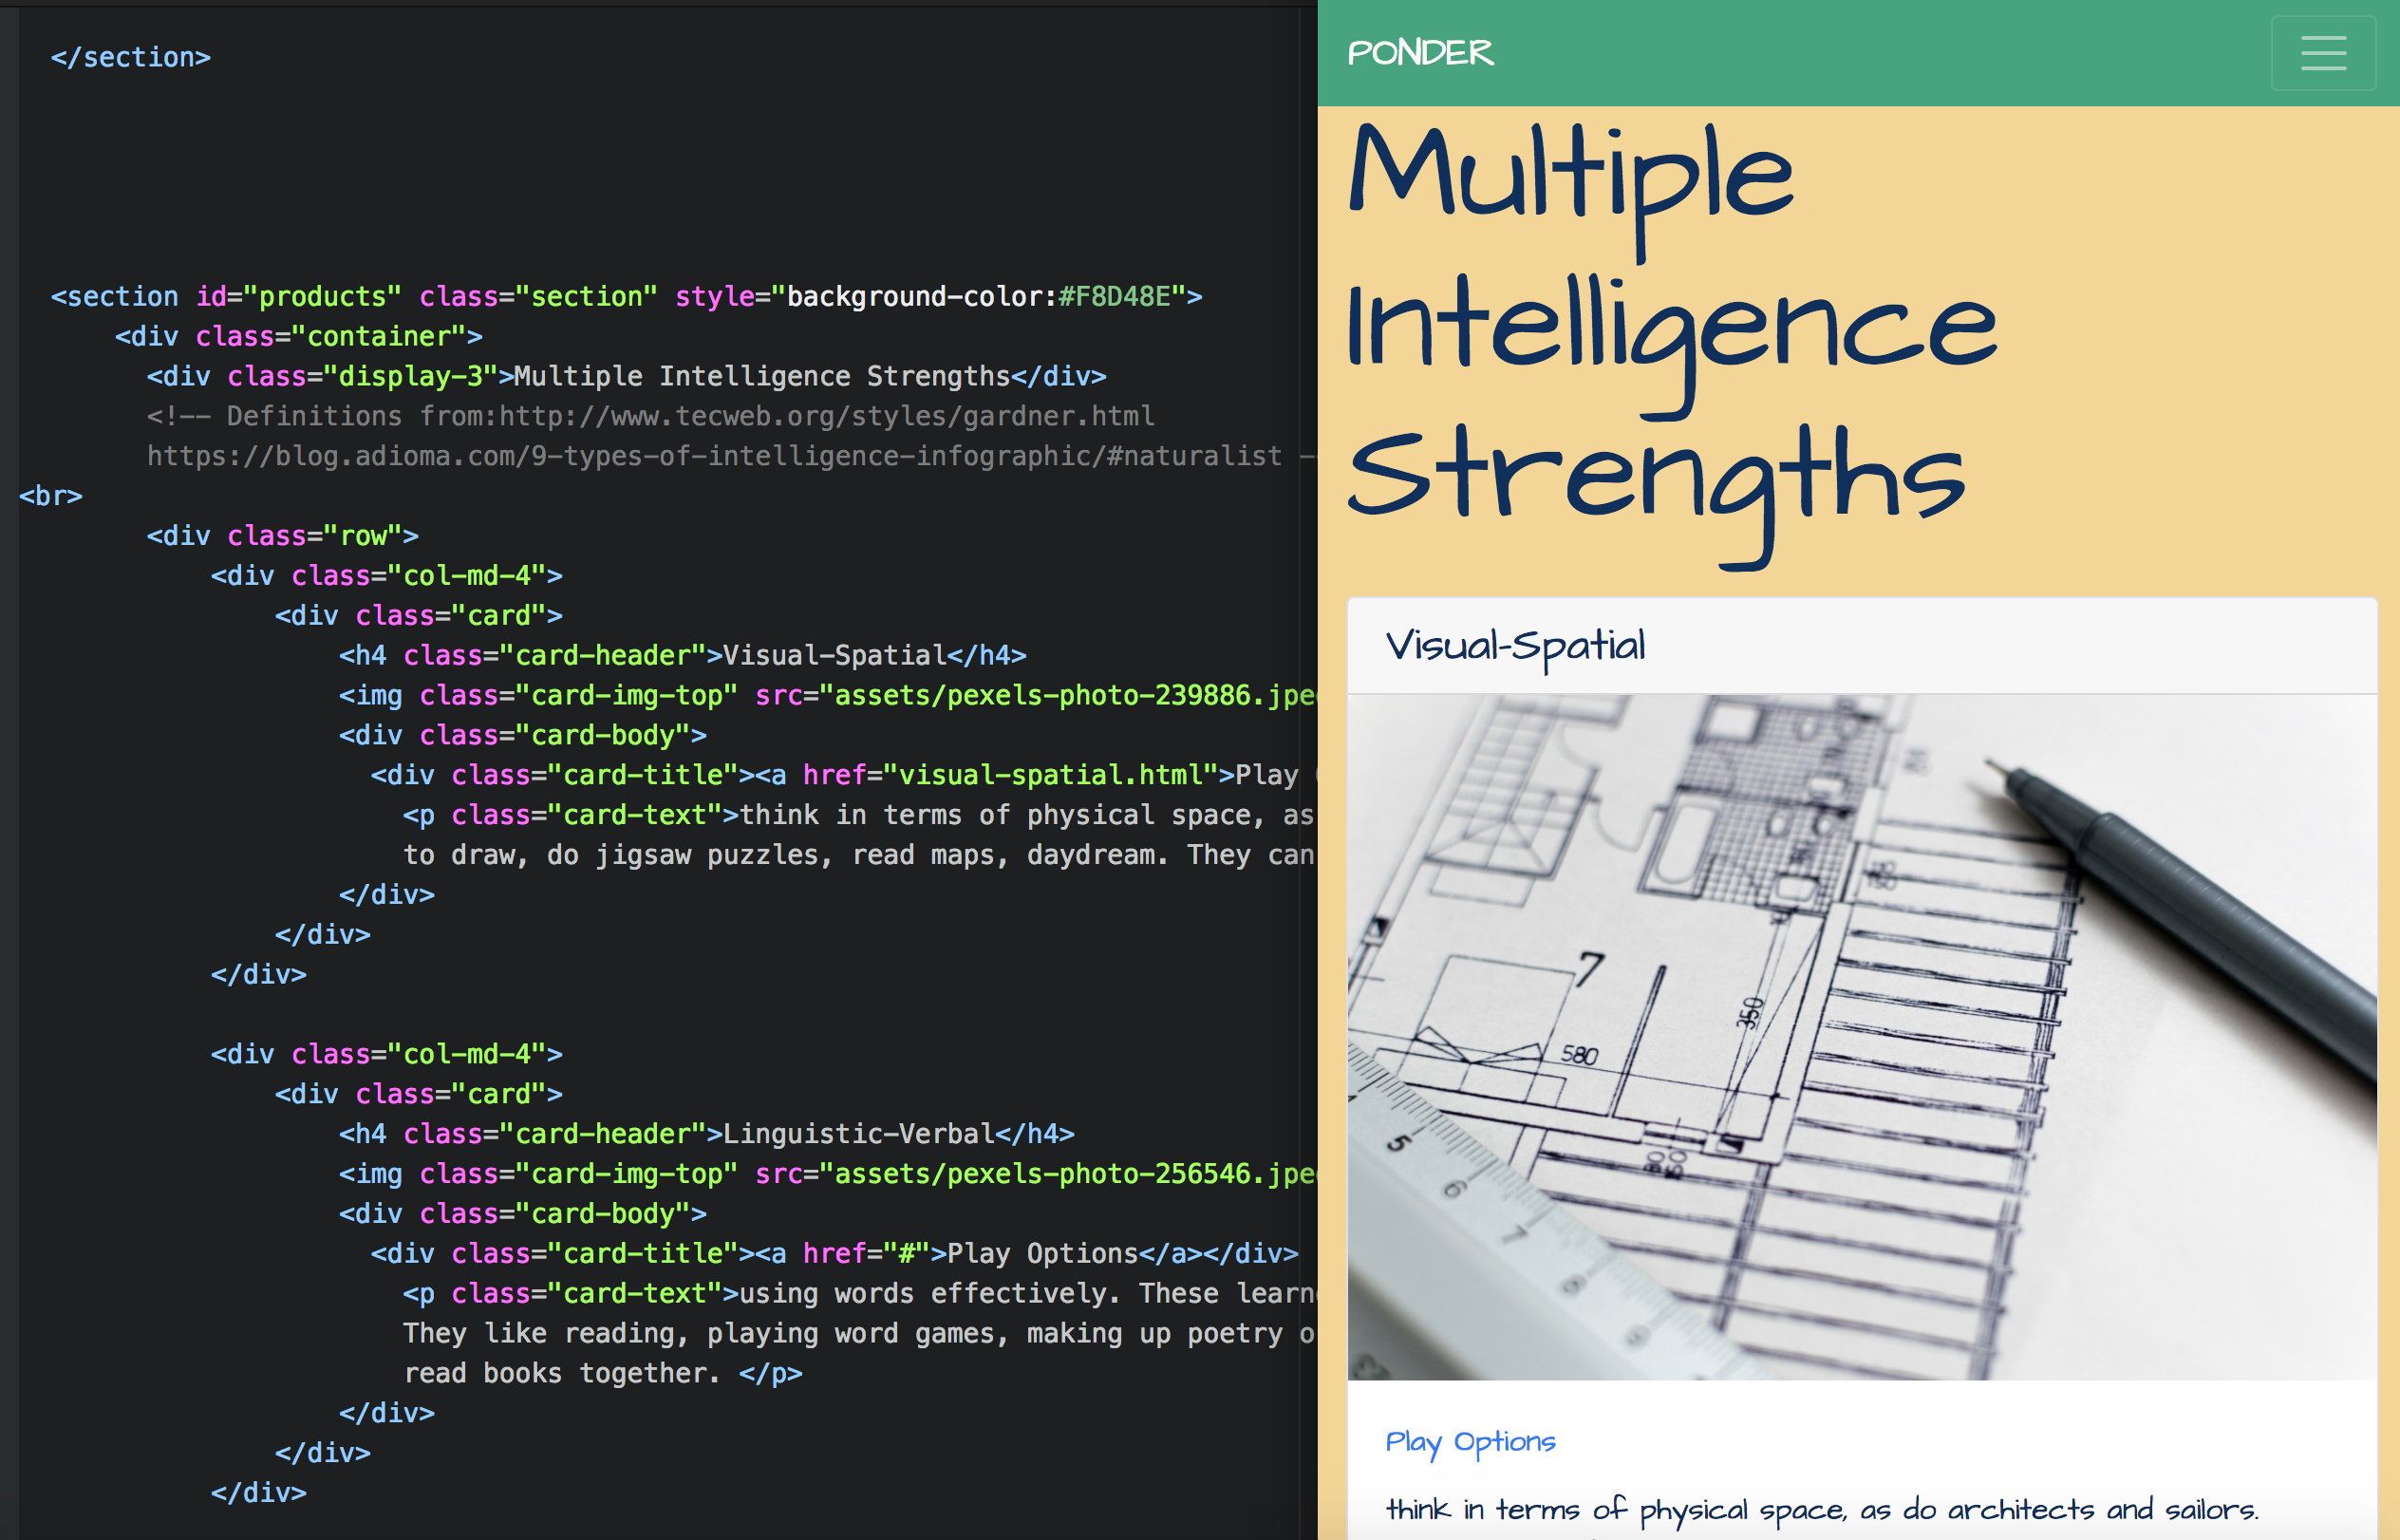 </section>
<section id="products" class="section" style="background-color:#F8D48E">
<div class="container">
<div class="display-3">Multiple Intelligence Strengths</div>
<!-- Definitions from:http://www.tecweb.org/styles/gardner.html
https://blog.adioma.com/9-types-of-intelligence-infographic/#naturalist -
<br>
<div class="row">
<div class="col-md-4">
<div class="card">
<h4 class="card-header">Visual-Spatial</h4>
<img class="card-img-top" src="assets/pexels-photo-239886.jpe
<div class="card-body">
<div class="card-title"><a href="visual-spatial.html">Play
<p class="card-text">think in terms of physical space, as
to draw, do jigsaw puzzles, read maps, daydream. They can
</div>
</div>
</div>
<div class="col-md-4">
<div class="card">
<h4 class="card-header">Linguistic-Verbal</h4>
<img class="card-img-top" src="assets/pexels-photo-256546.jpe
<div class="card-body">
<div class="card-title"><a href="#">Play Options</a></div>
<p class="card-text">using words effectively. These learn
They like reading, playing word games, making up poetry o
read books together. </p>
</div>
</div>
</div>
PONDER
Multiple
Intelligence
Strengths
Visual-Spatial
7
350
580
5
6
7
8
9
Play Options
think in terms of physical space, as do architects and sailors.